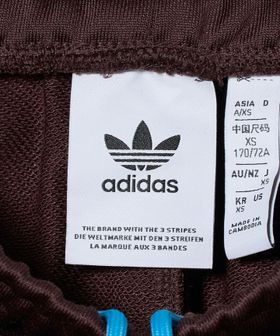 adidas
THE BRAND WITH THE 3 STRIPES
DIE WELTMARKE MIT DEN 3 STREIFEN
LA MARQUE AUX 3 BANDES
ASIA D
A/XS
中国尺码
XS
170/72A
AU/NZ J
XS
KR US
XS
MADE IN
CAMBODIA